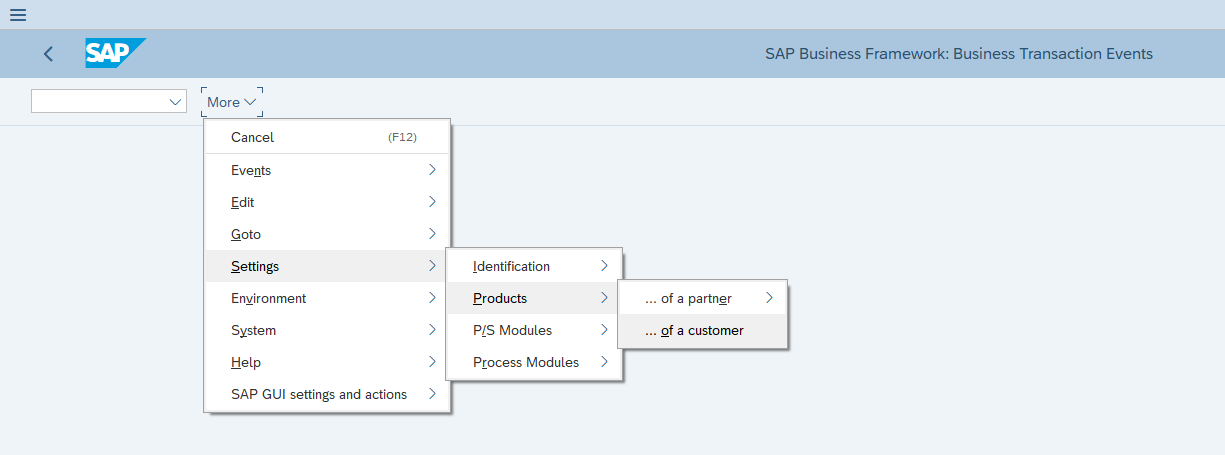 SAP
SAP Business Framework: Business Transaction Events
More
Cancel (F12)
Events
Edit
Goto
Settings
Environment
System
Help
SAP GUI settings and actions
Identification
Products
P/S Modules
Process Modules
... of a partner
... of a customer